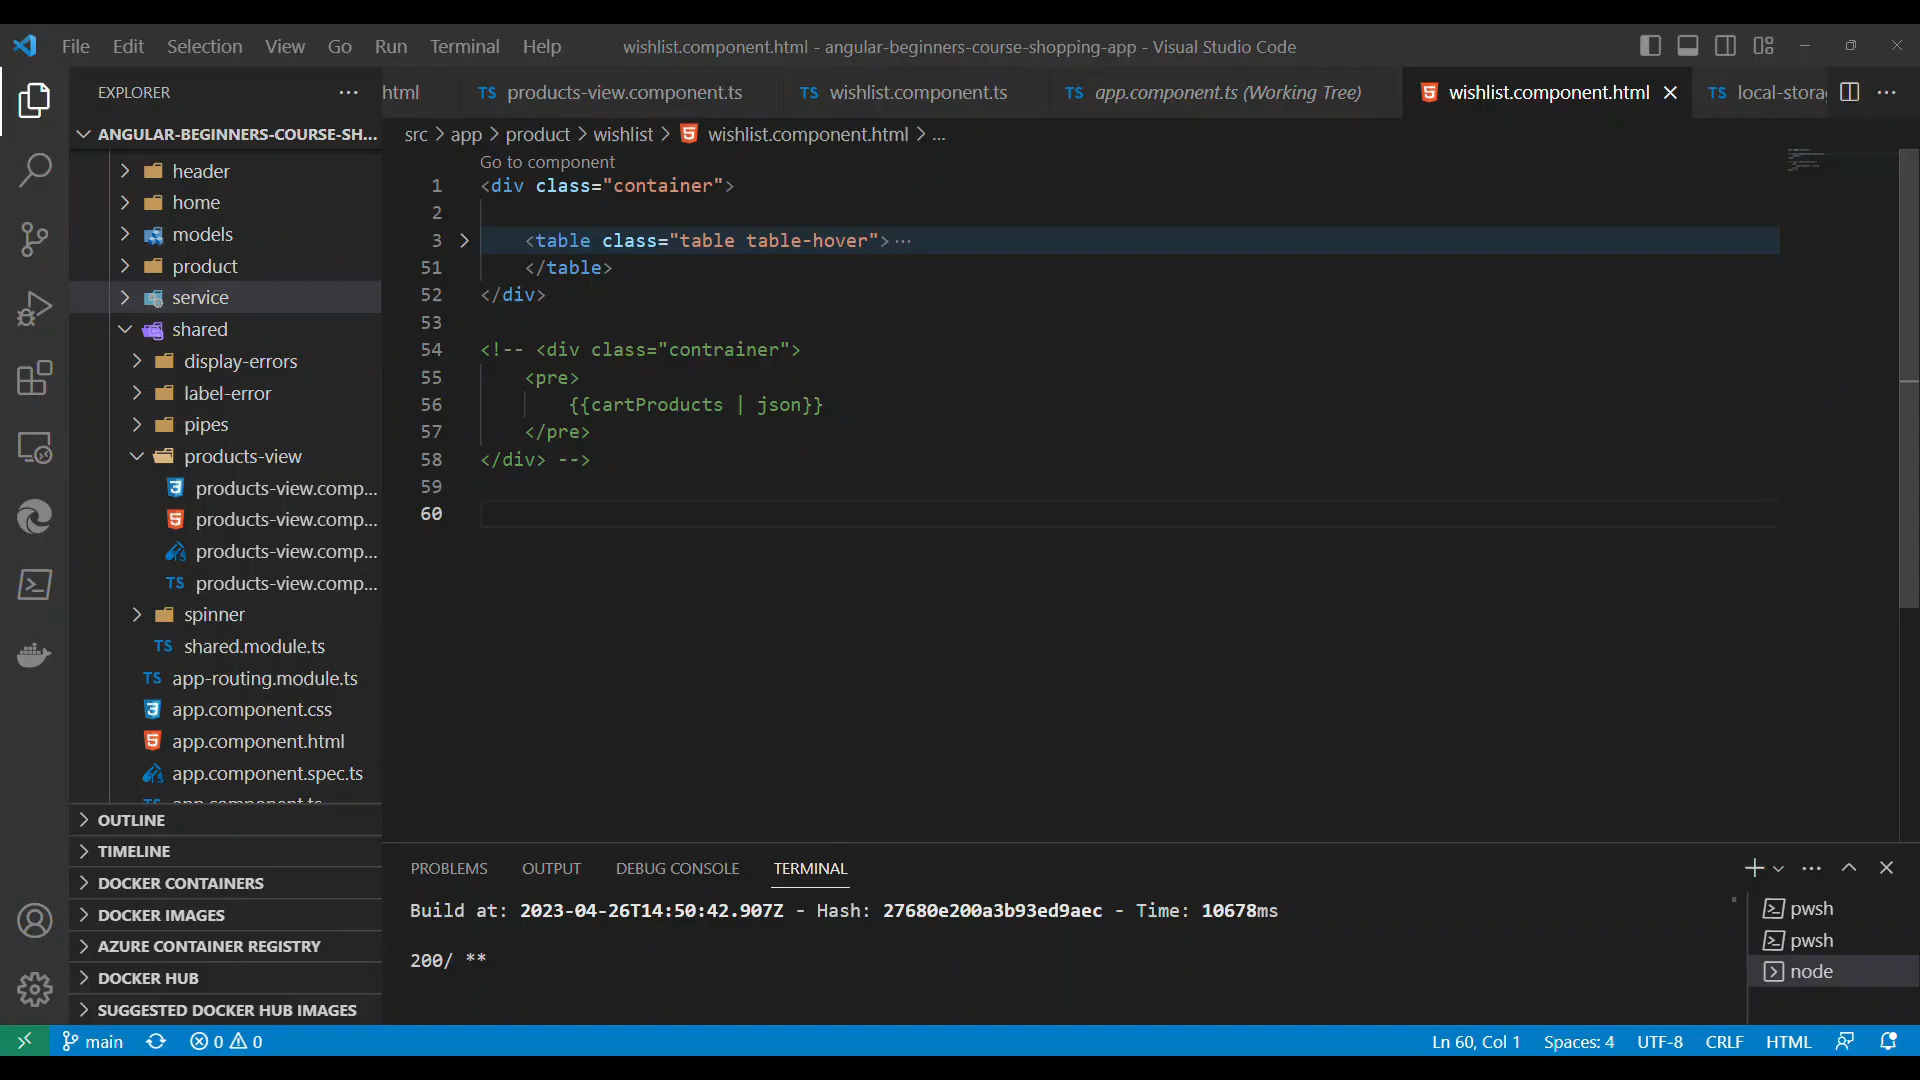 File Edit Selection View Go Run Terminal Help
wishlist.component.html - angular-beginners-course-shopping-app - Visual Studio Code
EXPLORER
html
TS products-view.component.ts
TS wishlist.component.ts
TS app.component.ts (Working Tree)
wishlist.component.html
TS local-stora
ANGULAR-BEGINNERS-COURSE-SH...
header
home
models
product
service
shared
display-errors
label-error
pipes
products-view
products-view.comp...
products-view.comp...
products-view.comp...
TS products-view.comp...
spinner
TS shared.module.ts
TS app-routing.module.ts
app.component.css
app.component.html
app.component.spec.ts
OUTLINE
TIMELINE
DOCKER CONTAINERS
DOCKER IMAGES
AZURE CONTAINER REGISTRY
DOCKER HUB
SUGGESTED DOCKER HUB IMAGES
src > app > product > wishlist > wishlist.component.html > ...
Go to component
1 <div class="container">
2
3 <table class="table table-hover">...
51 </table>
52 </div>
53
54 <!-- <div class="contrainer">
55 <pre>
56 {{cartProducts | json}}
57 </pre>
58 </div> -->
59
60
PROBLEMS OUTPUT DEBUG CONSOLE TERMINAL
Build at: 2023-04-26T14:50:42.907Z - Hash: 27680e200a3b93ed9aec - Time: 10678ms
200/ **
pwsh
pwsh
node
main 0 0
Ln 60, Col 1 Spaces: 4 UTF-8 CRLF HTML